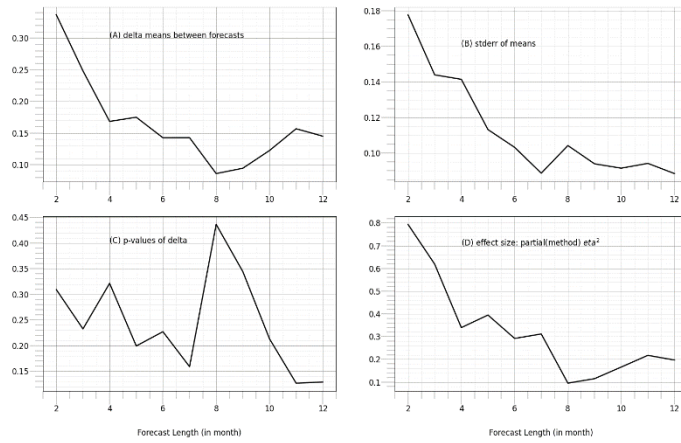 (A) delta means between forecasts
0.30
0.25
0.20
0.15
0.10
2 4 6 8 10 12
(B) stderr of means
0.18
0.16
0.14
0.12
0.10
2 4 6 8 10 12
(C) p-values of delta
0.45
0.40
0.35
0.30
0.25
0.20
0.15
2 4 6 8 10 12
Forecast Length (in month)
(D) effect size: partial(method) eta²
0.8
0.7
0.6
0.5
0.4
0.3
0.2
0.1
2 4 6 8 10 12
Forecast Length (in month)